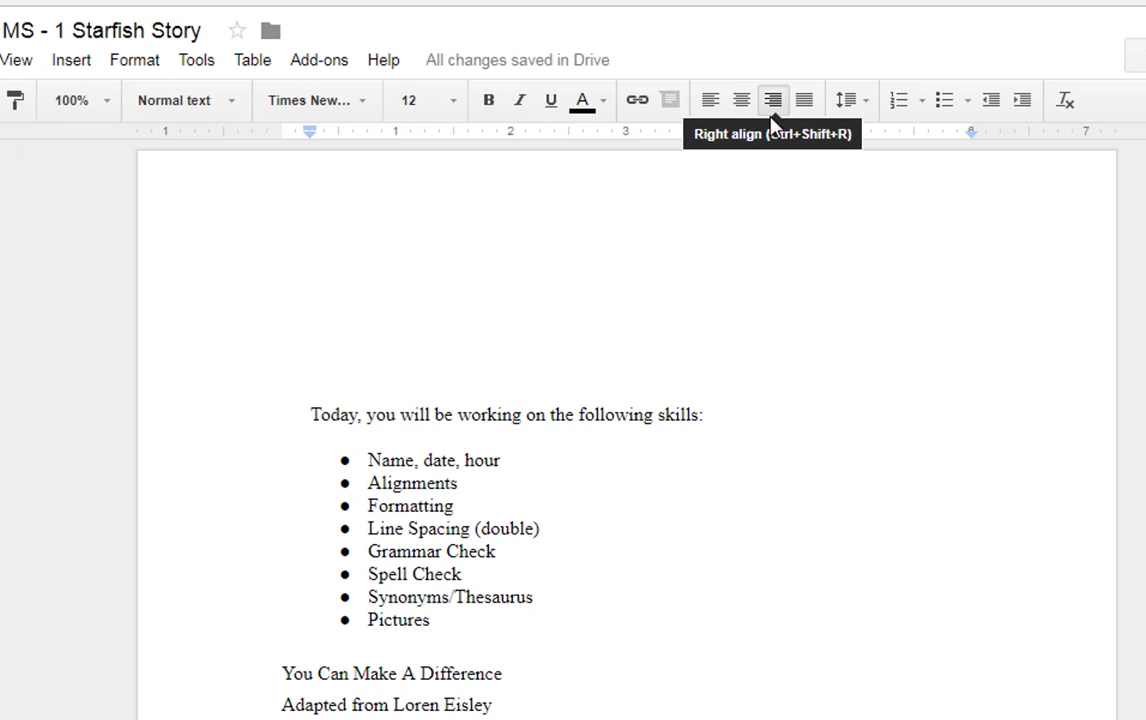 MS - 1 Starfish Story
View Insert Format Tools Table Add-ons Help All changes saved in Drive
100% Normal text Times New... 12 B I U A
1 1 2 3 6 7
Right align (Ctrl+Shift+R)
Today, you will be working on the following skills:
● Name, date, hour
● Alignments
● Formatting
● Line Spacing (double)
● Grammar Check
● Spell Check
● Synonyms/Thesaurus
● Pictures
You Can Make A Difference
Adapted from Loren Eisley